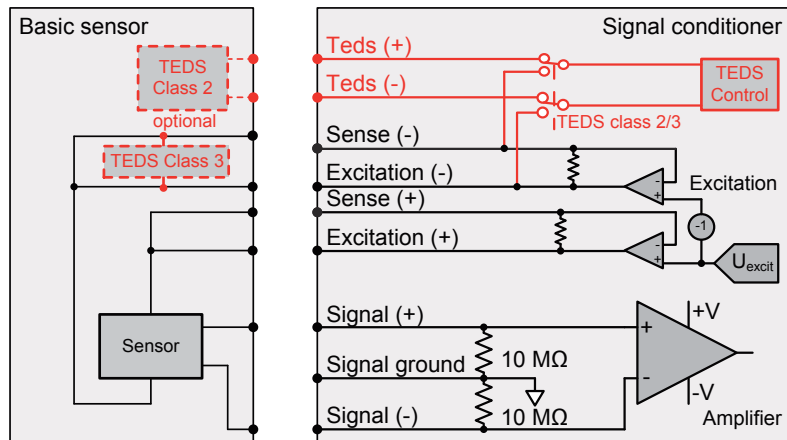 Basic sensor
TEDS
Class 2
optional
TEDS Class 3
Sensor
Signal conditioner
Teds (+)
Teds (-)
TEDS
Control
TEDS class 2/3
Sense (-)
Excitation (-)
Excitation
Sense (+)
-
+
-1
Excitation (+)
-
+
Uexcit
Signal (+)
+
+V
10 MΩ
Signal ground
-
-V
10 MΩ
Signal (-)
Amplifier